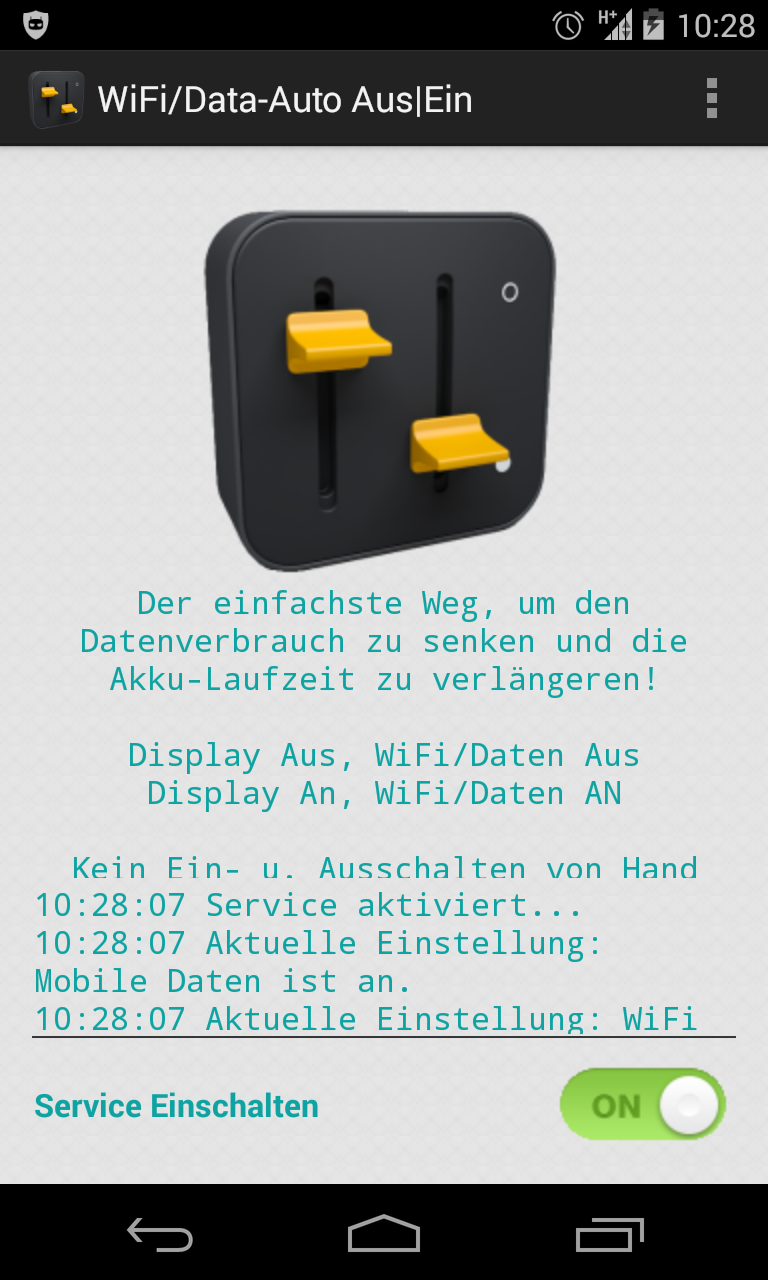 H+ 10:28
WiFi/Data-Auto Aus|Ein
Der einfachste Weg, um den
Datenverbrauch zu senken und die
Akku-Laufzeit zu verlängeren!
Display Aus, WiFi/Daten Aus
Display An, WiFi/Daten AN
Kein Ein- u. Ausschalten von Hand
10:28:07 Service aktiviert...
10:28:07 Aktuelle Einstellung:
Mobile Daten ist an.
10:28:07 Aktuelle Einstellung: WiFi
Service Einschalten ON